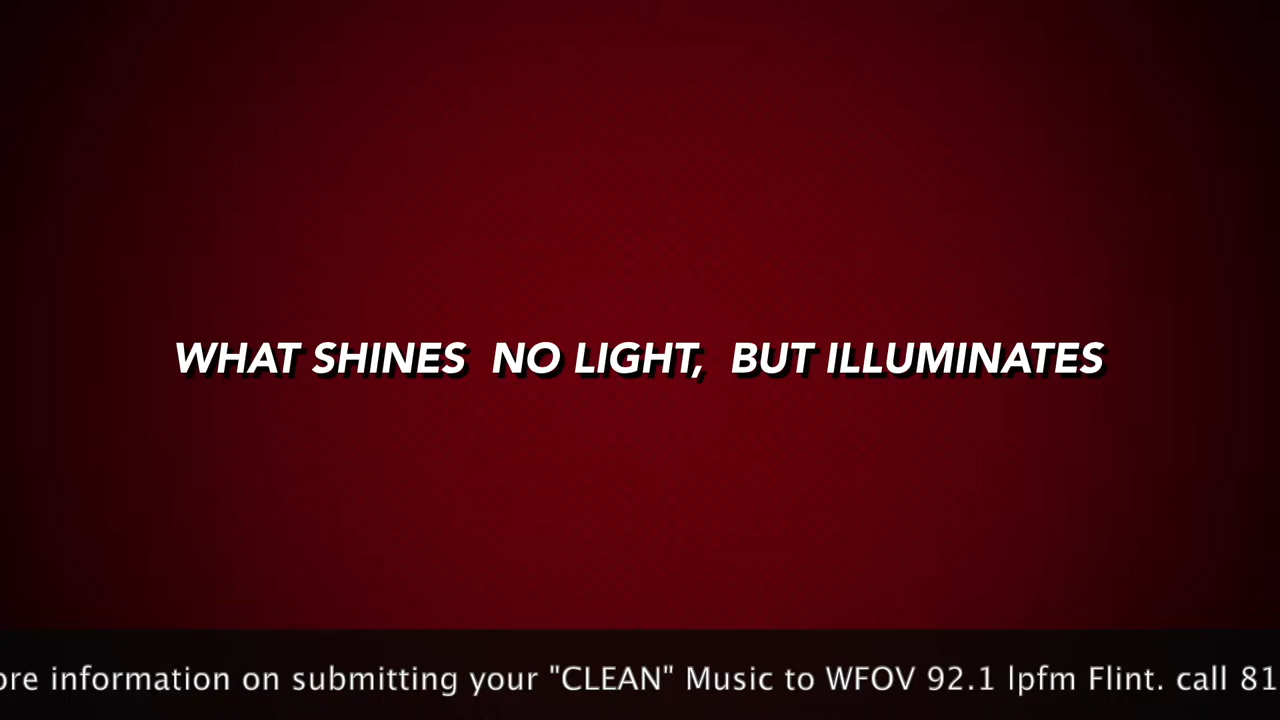 WHAT SHINES NO LIGHT, BUT ILLUMINATES
ore information on submitting your "CLEAN" Music to WFOV 92.1 lpfm Flint. call 81